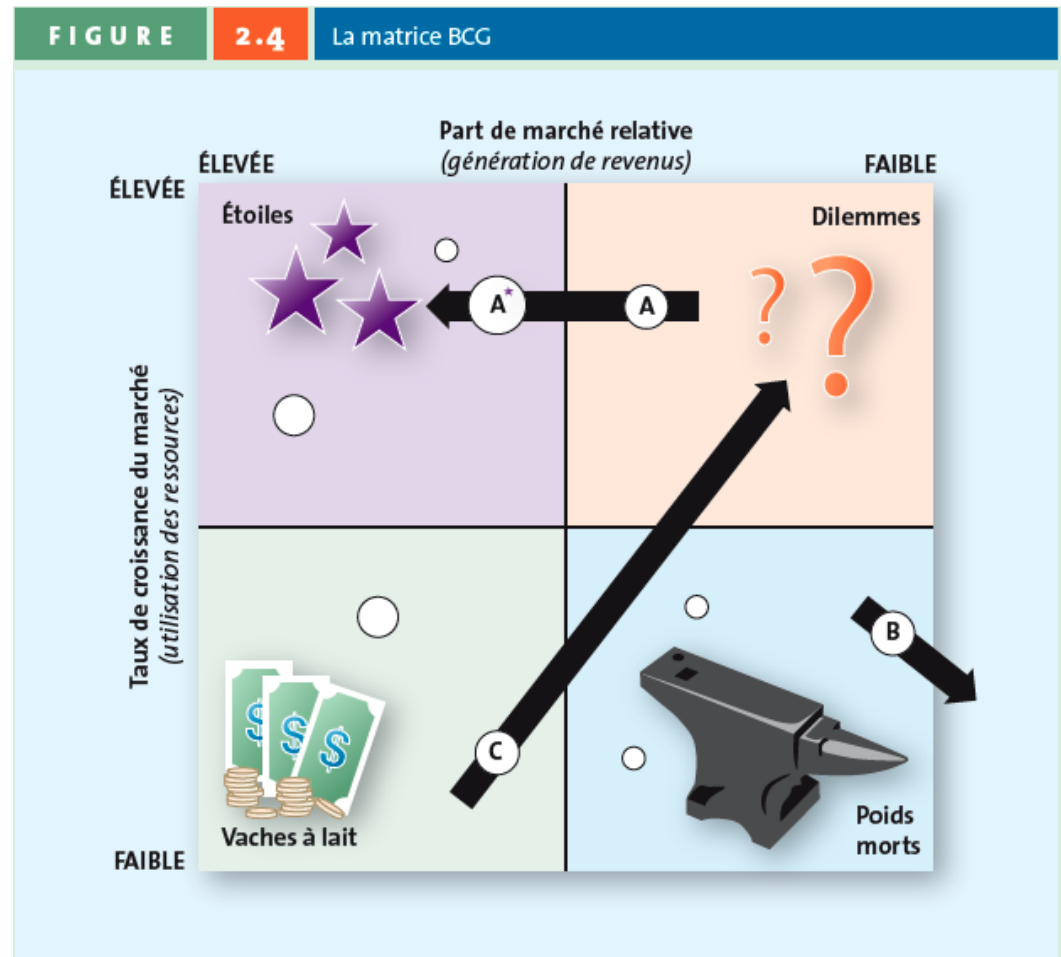 FIGURE 2.4 La matrice BCG
Part de marché relative
(génération de revenus)
ÉLEVÉE
FAIBLE
ÉLEVÉE
Étoiles
Dilemmes
A*
A
? ?
Taux de croissance du marché
(utilisation des ressources)
B
C
$ $ $
Vaches à lait
Poids
morts
FAIBLE